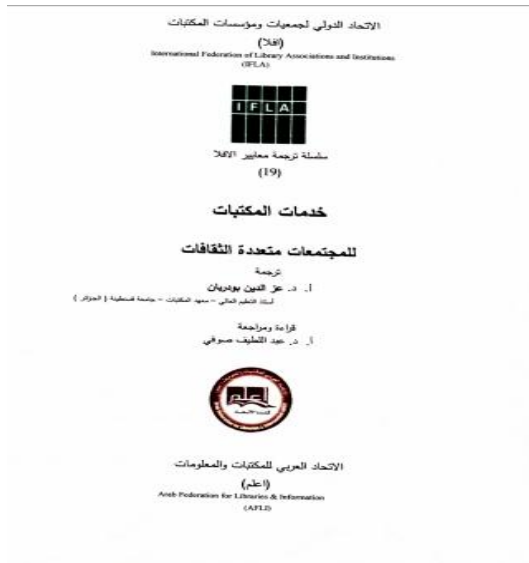 الاتحاد الدولي لجمعيات ومؤسسات المكتبات
(افلا)
International Federation of Library Associations and Institutions
(IFLA)
IFLA
سلسلة ترجمة معايير الافلا
(19)
خدمات المكتبات
للمجتمعات متعددة الثقافات
ترجمة
أ. د. عز الدين بودربان
أستاذ التعليم العالي – معهد المكتبات – جامعة قسنطينة ( الجزائر )
قراءة ومراجعة
أ. د. عبد اللطيف صوفي
اعلم
الاتحاد العربي للمكتبات والمعلومات
(اعلم)
Arab Federation for Libraries & Information
(AFLI)